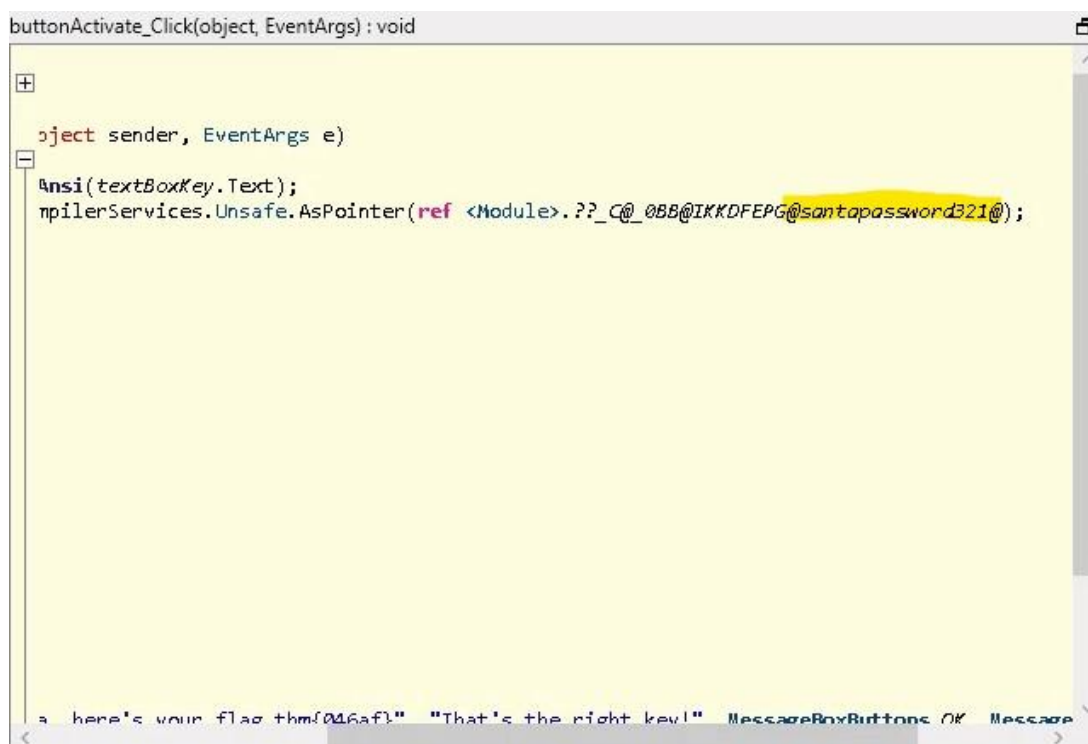 buttonActivate_Click(object, EventArgs) : void
oject sender, EventArgs e)
Ansi(textBoxKey.Text);
mpilerServices.Unsafe.AsPointer(ref <Module>.??_C@_0BB@IKKDFEPG@santapassword321@);
a, here's your flag thm{046af}", "That's the right key!", MessageBoxButtons.OK, Message